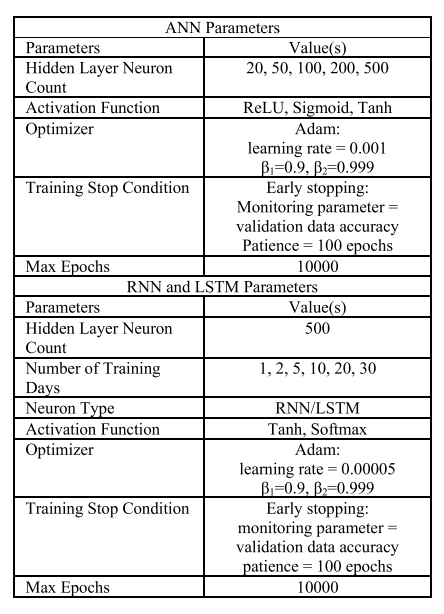 ANN Parameters
Parameters Value(s)
Hidden Layer Neuron 20, 50, 100, 200, 500
Count
Activation Function ReLU, Sigmoid, Tanh
Optimizer Adam:
learning rate = 0.001
β₁=0.9, β₂=0.999
Training Stop Condition Early stopping:
Monitoring parameter =
validation data accuracy
Patience = 100 epochs
Max Epochs 10000
RNN and LSTM Parameters
Parameters Value(s)
Hidden Layer Neuron 500
Count
Number of Training 1, 2, 5, 10, 20, 30
Days
Neuron Type RNN/LSTM
Activation Function Tanh, Softmax
Optimizer Adam:
learning rate = 0.00005
β₁=0.9, β₂=0.999
Training Stop Condition Early stopping:
monitoring parameter =
validation data accuracy
patience = 100 epochs
Max Epochs 10000